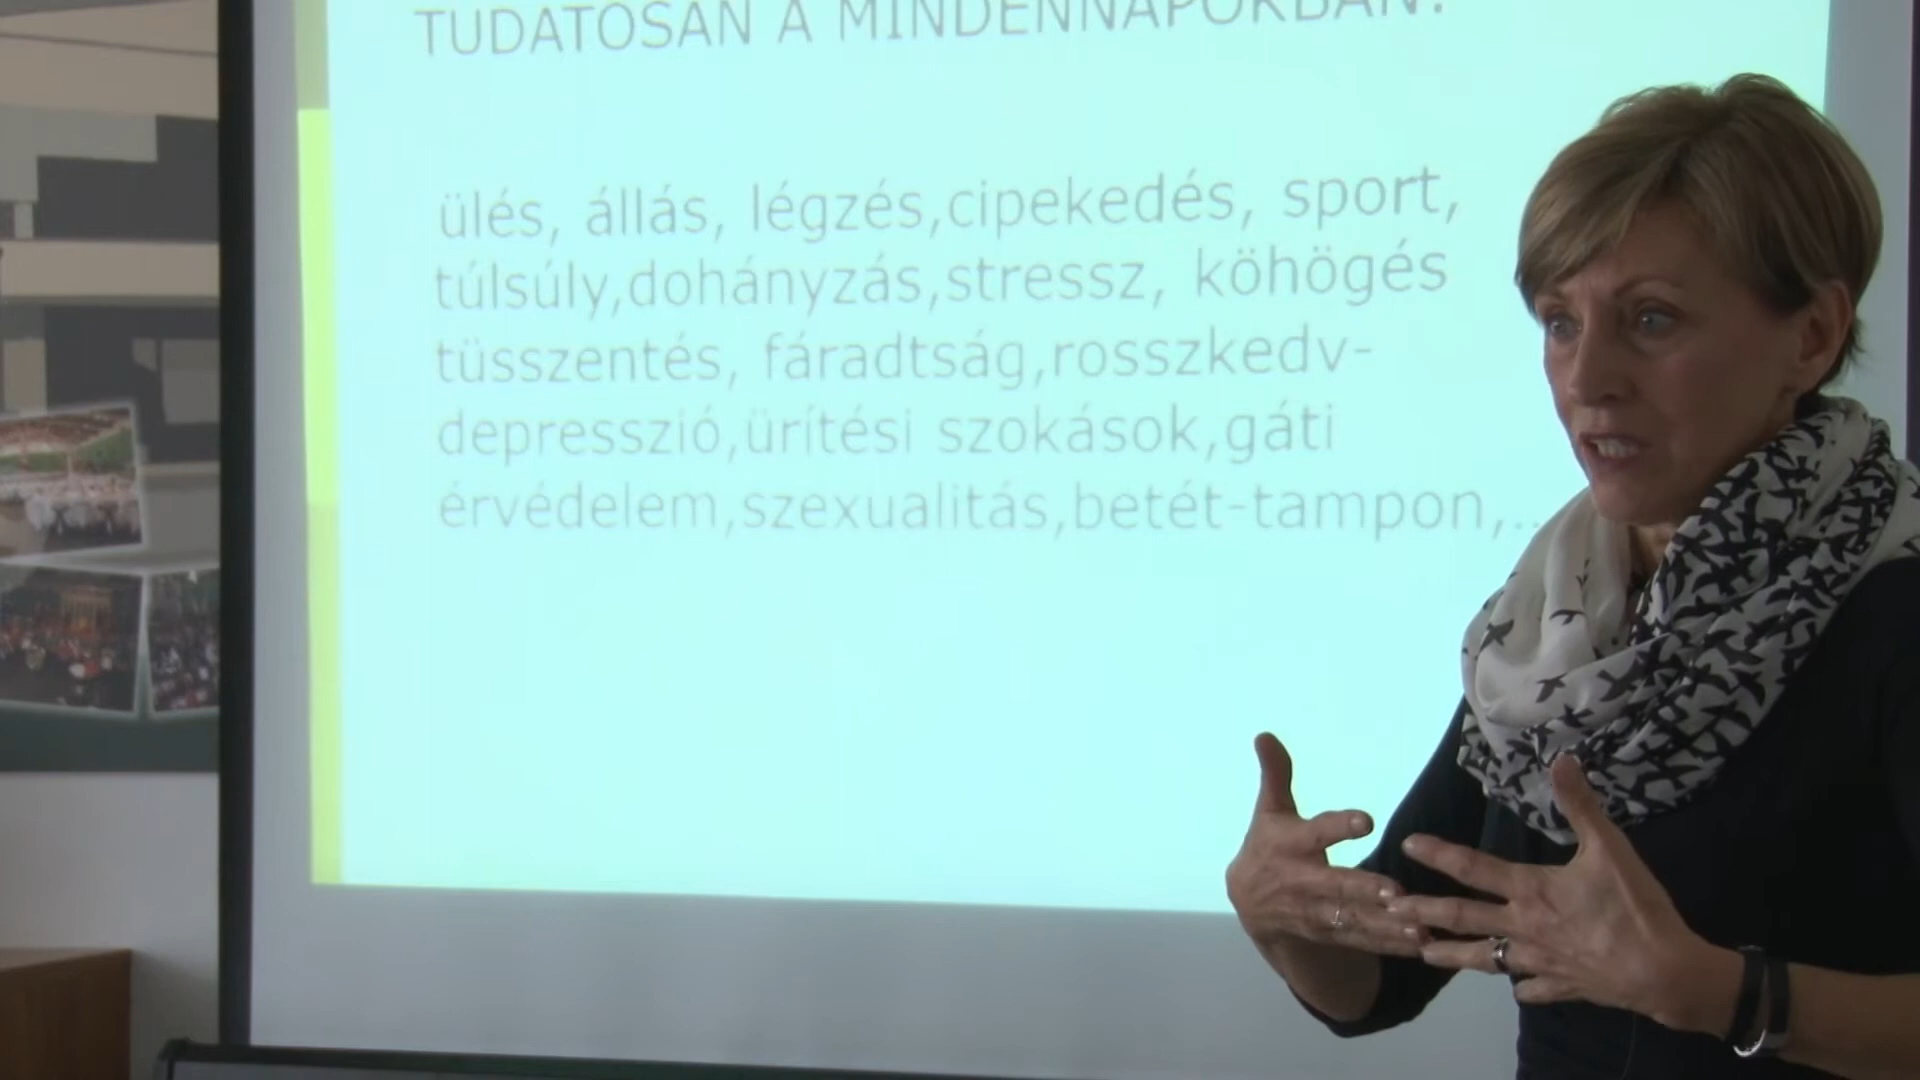 TUDATOSAN A MINDENNAPOKBAN:
ülés, állás, légzés,cipekedés, sport,
túlsúly,dohányzás,stressz, köhögés
tüsszentés, fáradtság,rosszkedv-
depresszió,ürítési szokások,gáti
érvédelem,szexualitás,betét-tampon,..